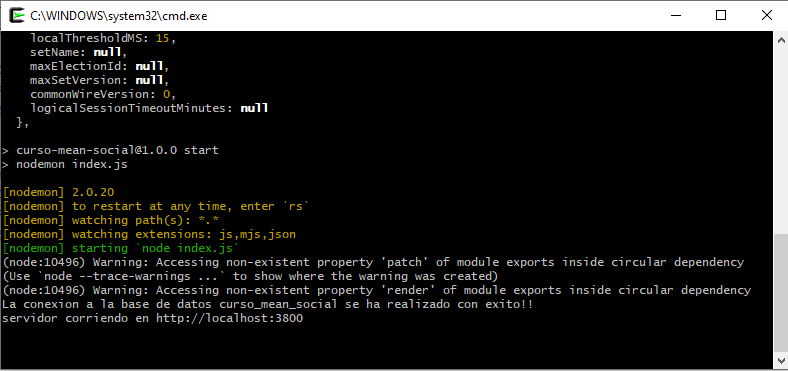 C:\WINDOWS\system32\cmd.exe
localThresholdMS: 15,
setName: null,
maxElectionId: null,
maxSetVersion: null,
commonWireVersion: 0,
logicalSessionTimeoutMinutes: null
},
> curso-mean-social@1.0.0 start
> nodemon index.js
[nodemon] 2.0.20
[nodemon] to restart at any time, enter `rs`
[nodemon] watching path(s): *.*
[nodemon] watching extensions: js,mjs,json
[nodemon] starting `node index.js`
(node:10496) Warning: Accessing non-existent property 'patch' of module exports inside circular dependency
(Use `node --trace-warnings ...` to show where the warning was created)
(node:10496) Warning: Accessing non-existent property 'render' of module exports inside circular dependency
La conexion a la base de datos curso_mean_social se ha realizado con exito!!
servidor corriendo en http://localhost:3800